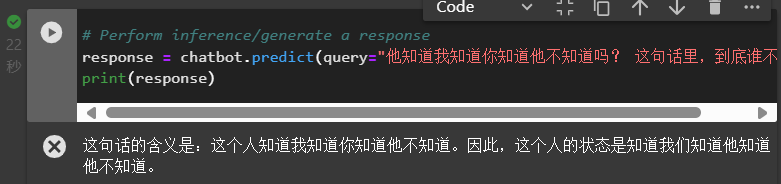 Code
# Perform inference/generate a response
22
秒
response = chatbot.predict(query="他知道我知道你知道他不知道吗? 这句话里，到底谁不
print(response)
这句话的含义是：这个人知道我知道你知道他不知道。因此，这个人的状态是知道我们知道他知道
他不知道。